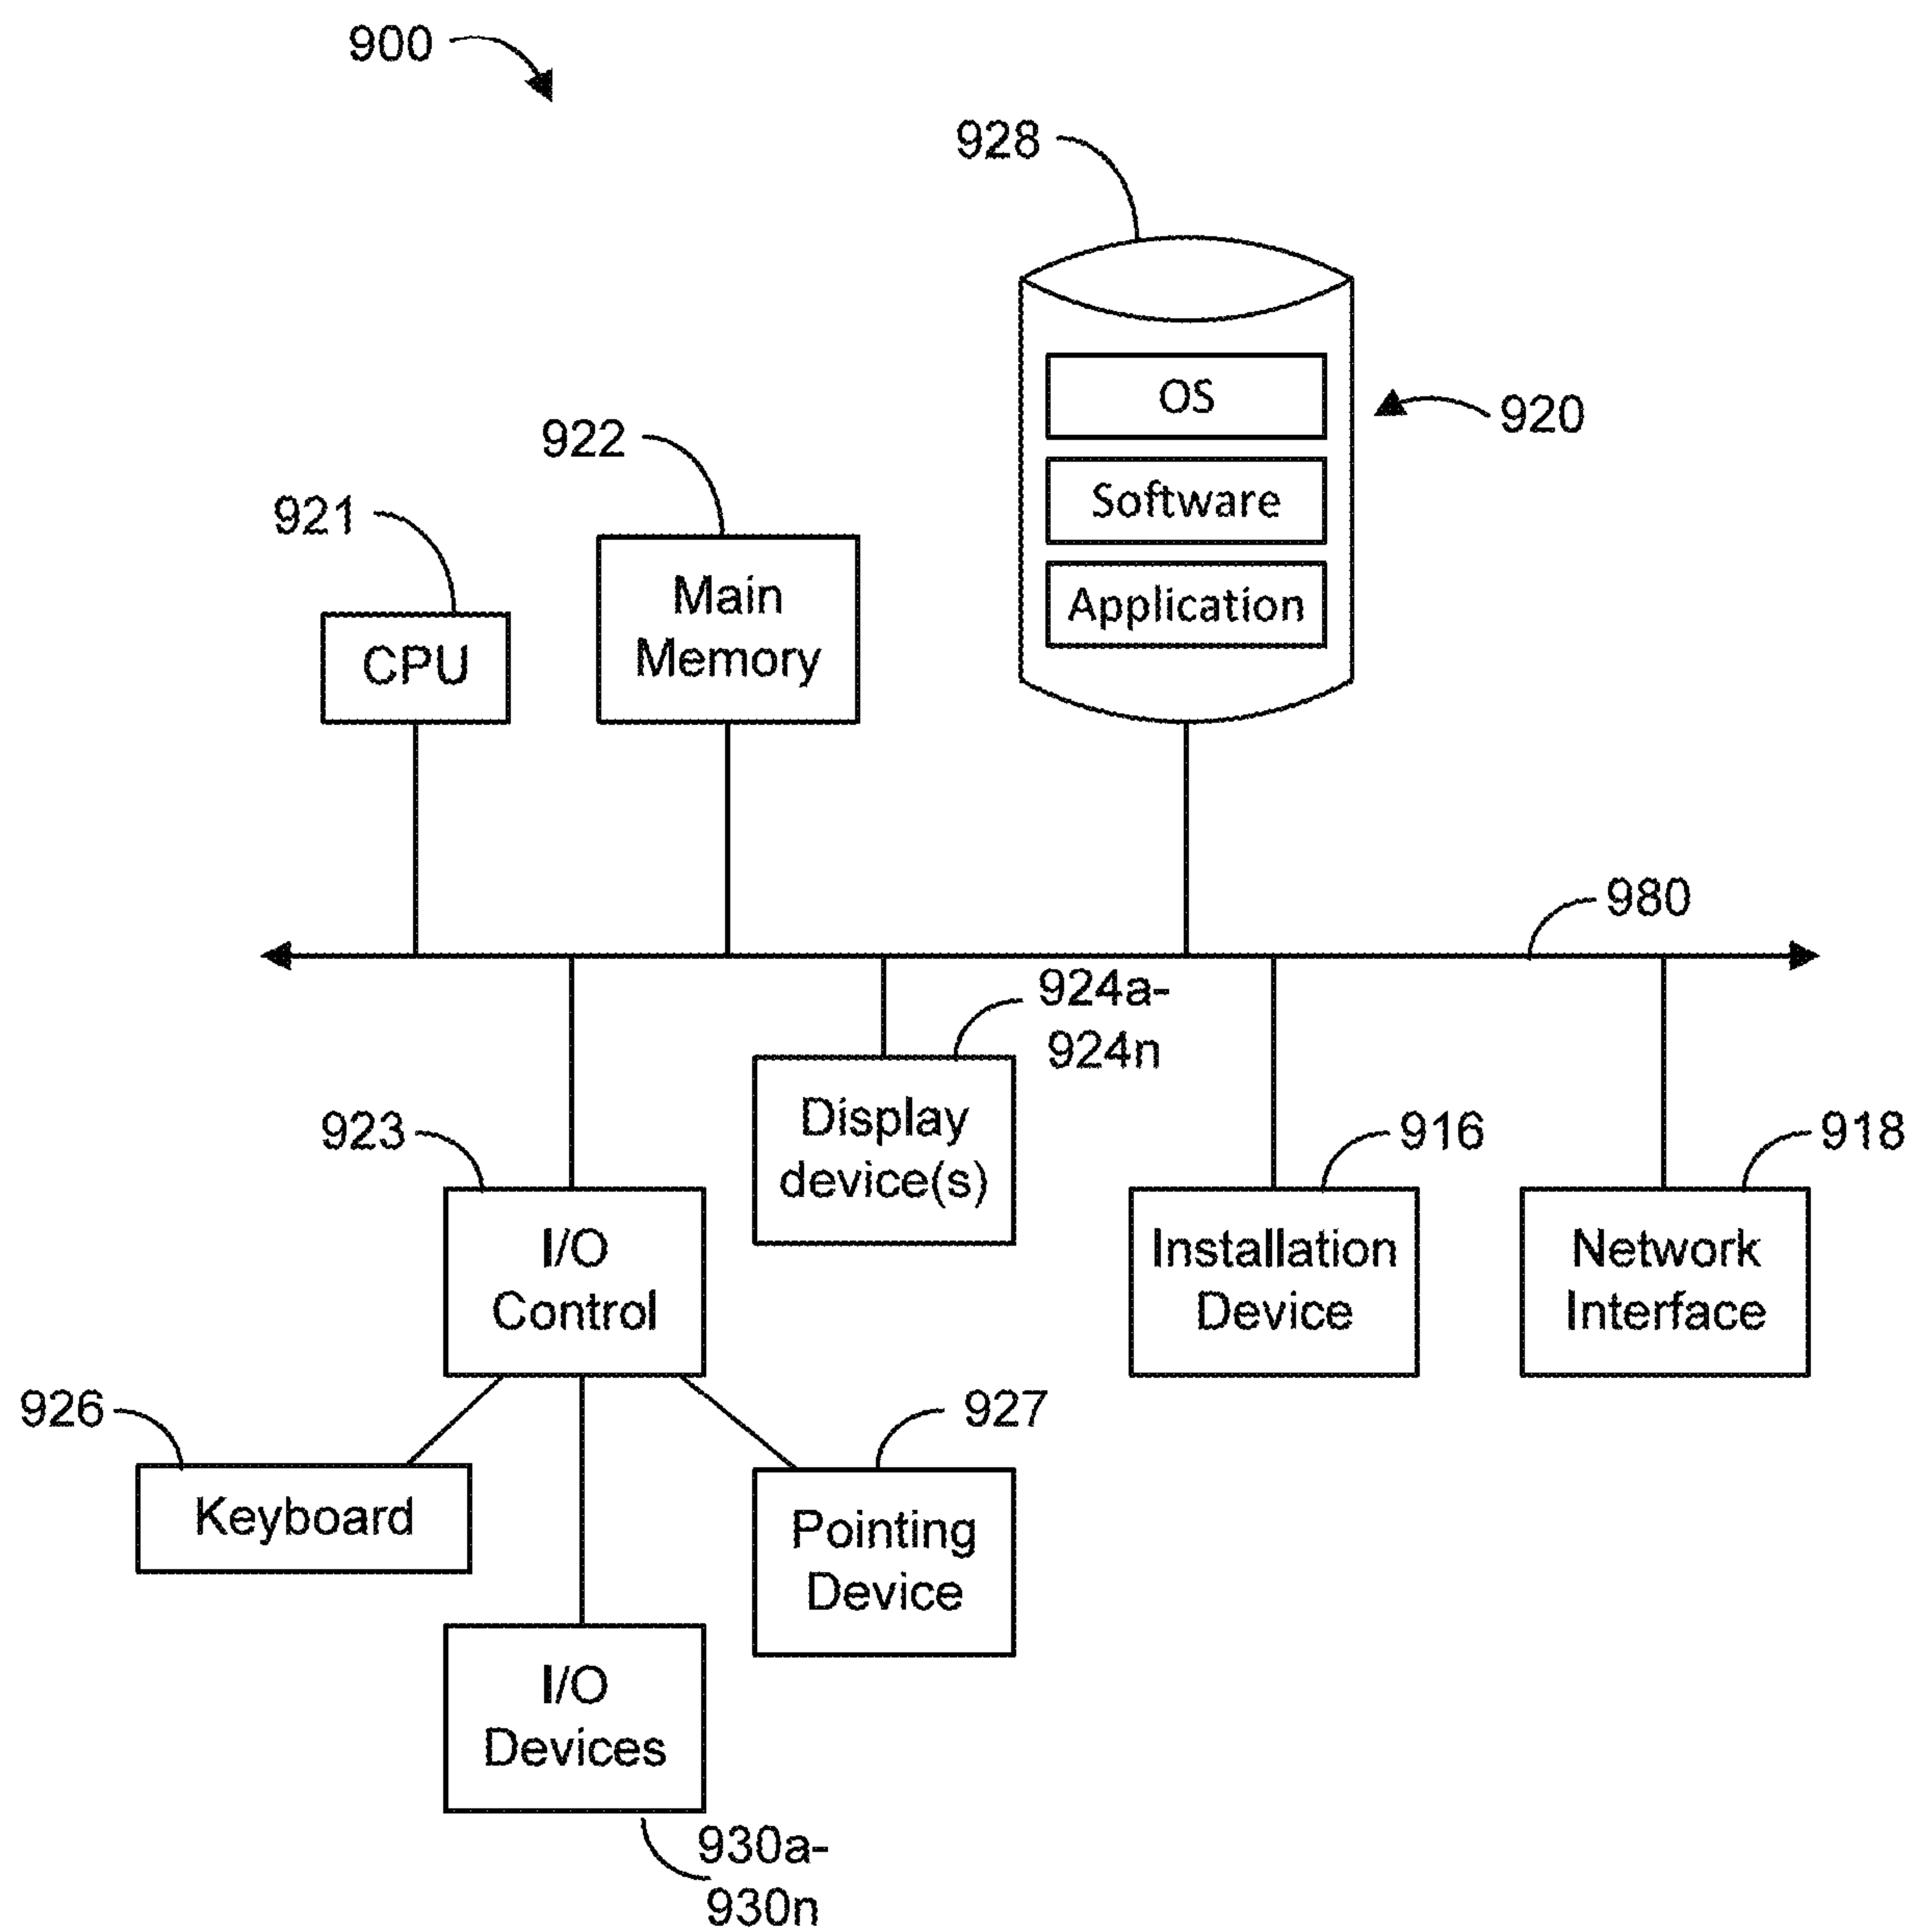 900
928
OS
920
922
Software
921
Main
Memory
Application
CPU
980
924a-
924n
Display
device(s)
923
916
918
I/O
Control
Installation
Device
Network
Interface
926
927
Keyboard
Pointing
Device
I/O
Devices
930a-
930n